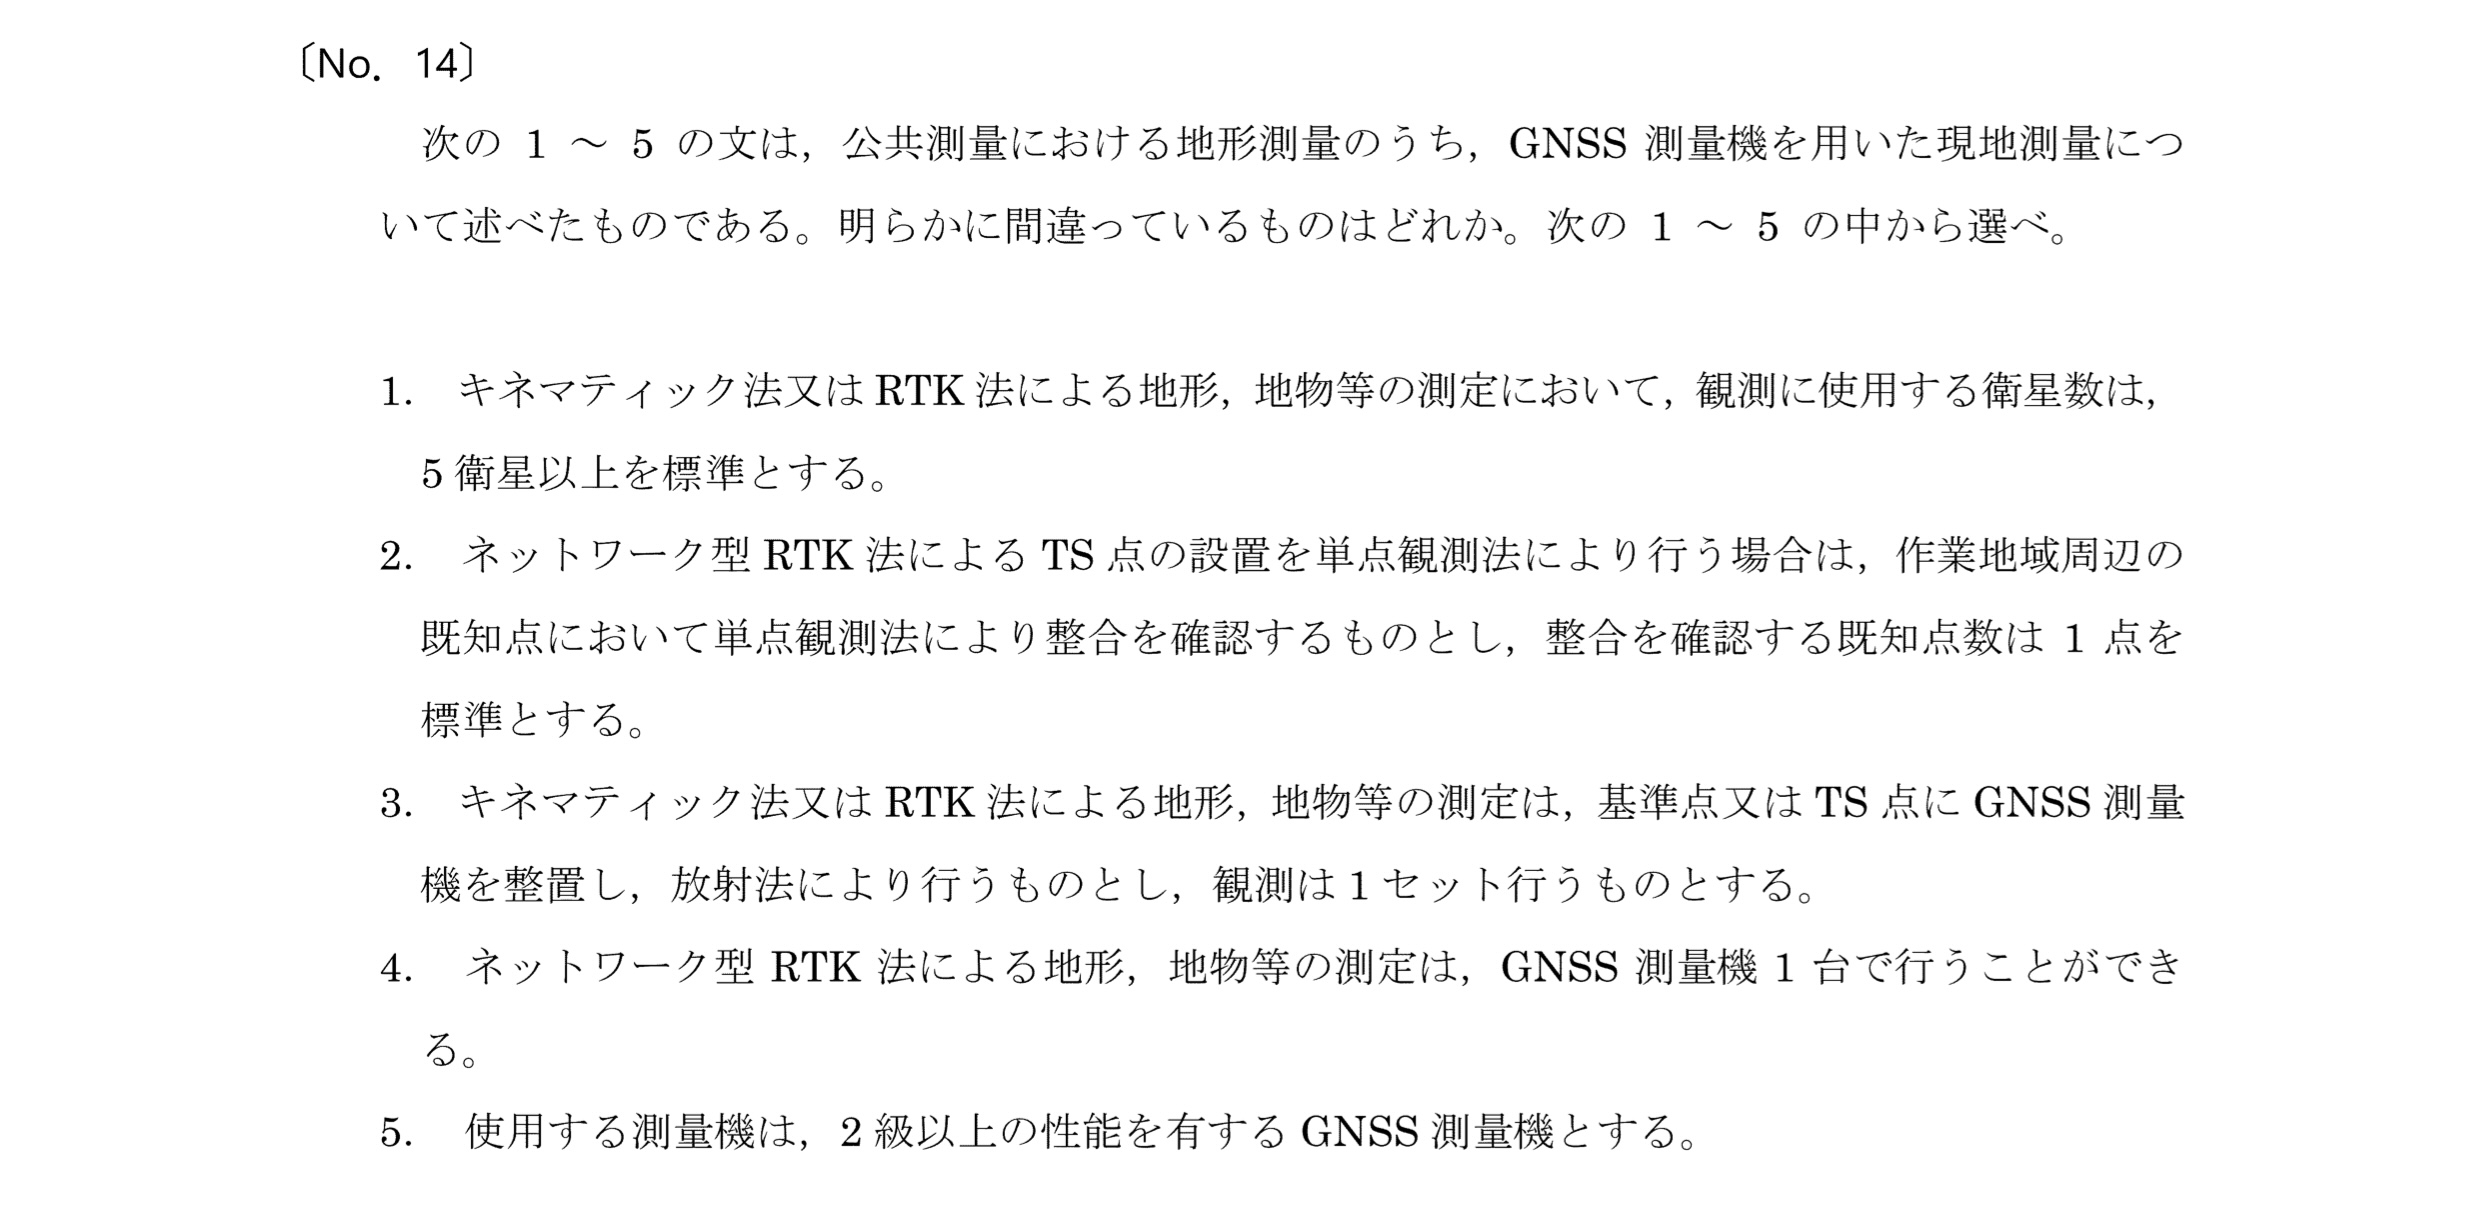 〔No. 14〕
次の 1 ～ 5 の文は，公共測量における地形測量のうち，GNSS 測量機を用いた現地測量につ
いて述べたものである。明らかに間違っているものはどれか。次の 1 ～ 5 の中から選べ。
1. キネマティック法又は RTK 法による地形，地物等の測定において，観測に使用する衛星数は，
5 衛星以上を標準とする。
2. ネットワーク型 RTK 法による TS 点の設置を単点観測法により行う場合は，作業地域周辺の
既知点において単点観測法により整合を確認するものとし，整合を確認する既知点数は 1 点を
標準とする。
3. キネマティック法又は RTK 法による地形，地物等の測定は，基準点又は TS 点に GNSS 測量
機を整置し，放射法により行うものとし，観測は 1 セット行うものとする。
4. ネットワーク型 RTK 法による地形，地物等の測定は，GNSS 測量機 1 台で行うことができ
る。
5. 使用する測量機は，2 級以上の性能を有する GNSS 測量機とする。